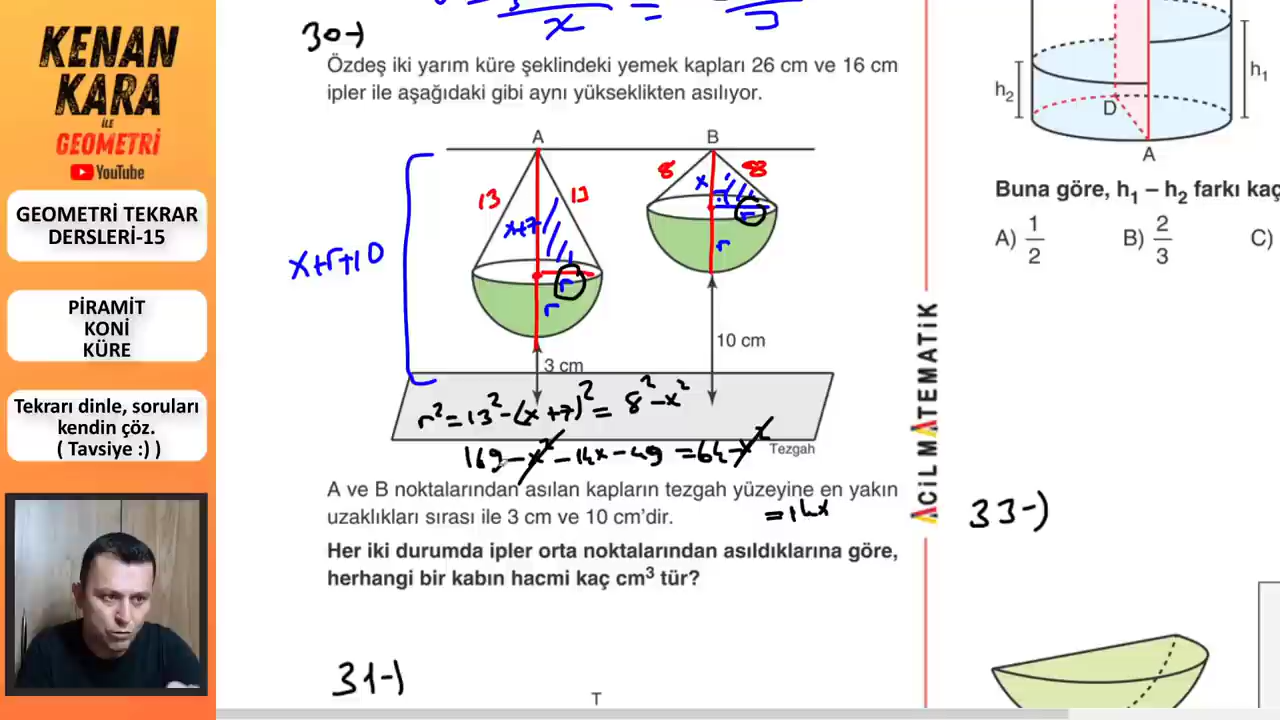 KENAN
KARA
İLE
GEOMETRİ
YouTube
GEOMETRİ TEKRAR
DERSLERİ-15
PİRAMİT
KONİ
KÜRE
Tekrarı dinle, soruları
kendin çöz.
( Tavsiye :) )
x = 3
30-)
Özdeş iki yarım küre şeklindeki yemek kapları 26 cm ve 16 cm
ipler ile aşağıdaki gibi aynı yükseklikten asılıyor.
A B
13 13 8 8
x+7 x
r r
r r
x+r+10
10 cm
3 cm
r²=13²-(x+7)²=8²-x²
169-x²-14x-49=64-x²
Tezgah
A ve B noktalarından asılan kapların tezgah yüzeyine en yakın
uzaklıkları sırası ile 3 cm ve 10 cm'dir.
=14x
Her iki durumda ipler orta noktalarından asıldıklarına göre,
herhangi bir kabın hacmi kaç cm³ tür?
31-)
T
ACİLMATEMATİK
h₂ h₁
D
A
Buna göre, h₁ – h₂ farkı kaç
A) 1/2 B) 2/3 C)
33-)